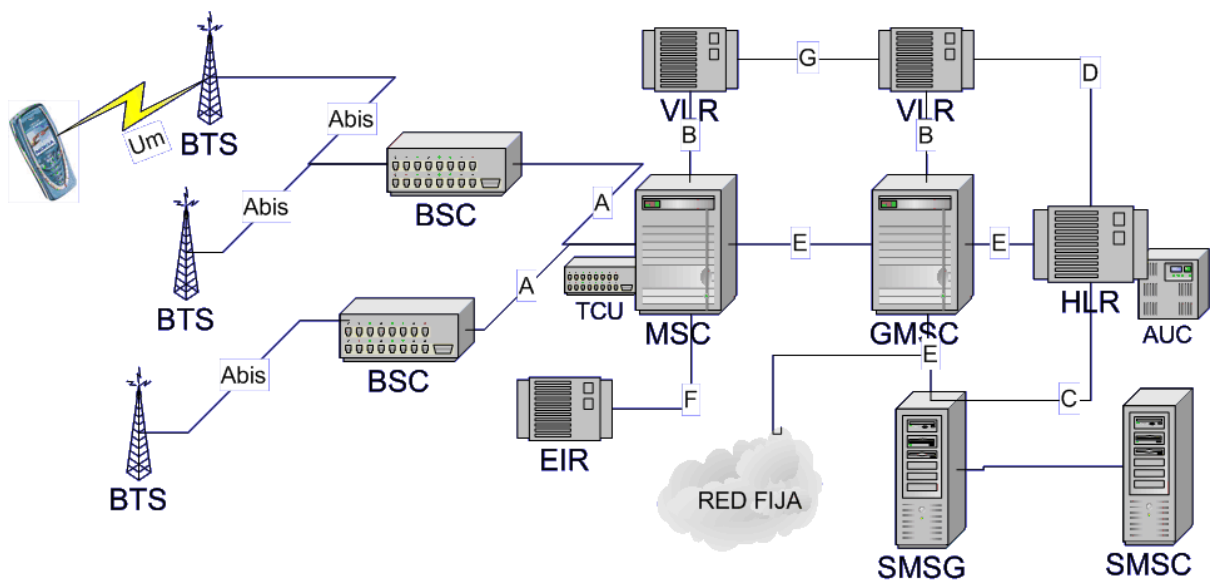 BTS
Um
Abis
BSC
Abis
BTS
A
A
BSC
Abis
BTS
VLR
G
VLR
D
B
B
TCU
MSC
E
GMSC
E
HLR
AUC
E
F
EIR
C
RED FIJA
SMSG
SMSC